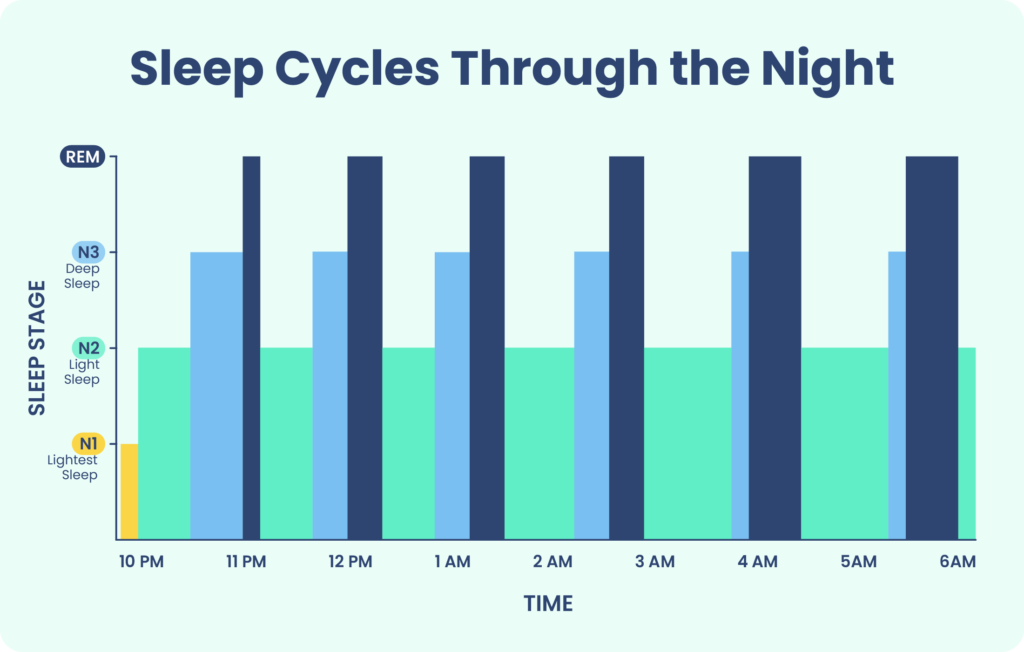 Sleep Cycles Through the Night
REM
N3
Deep
Sleep
N2
Light
Sleep
N1
Lightest
Sleep
SLEEP STAGE
10 PM 11 PM 12 PM 1 AM 2 AM 3 AM 4 AM 5AM 6AM
TIME